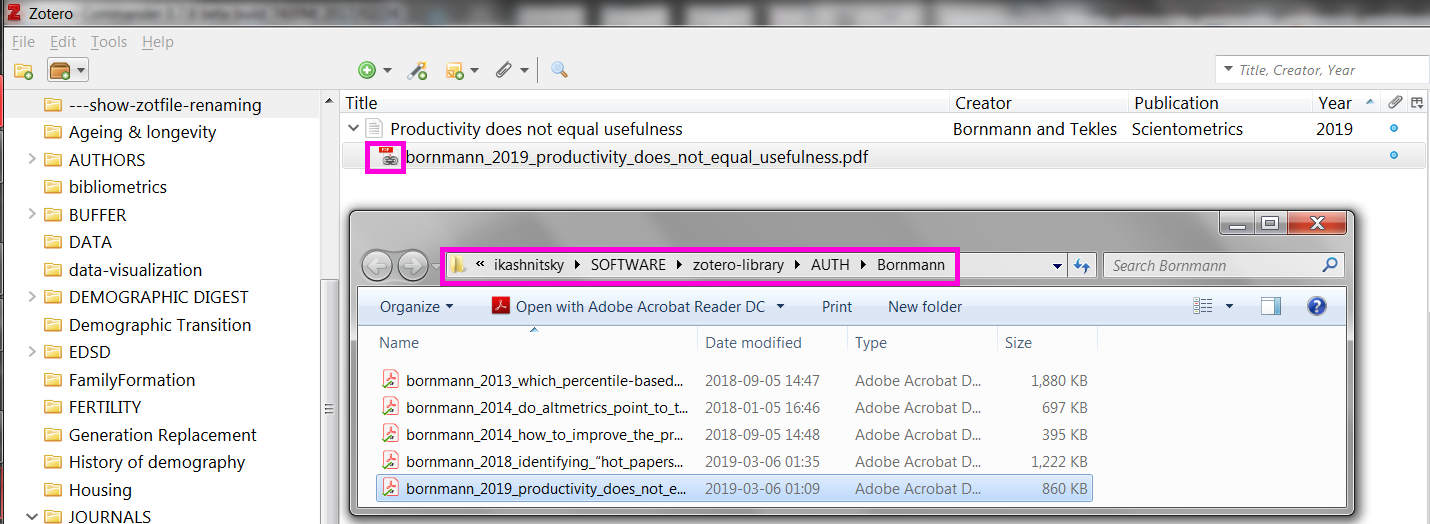 Zotero
File Edit Tools Help
Title, Creator, Year
---show-zotfile-renaming
Ageing & longevity
AUTHORS
bibliometrics
BUFFER
DATA
data-visualization
DEMOGRAPHIC DIGEST
Demographic Transition
EDSD
FamilyFormation
FERTILITY
Generation Replacement
History of demography
Housing
JOURNALS
Title Creator Publication Year
Productivity does not equal usefulness Bornmann and Tekles Scientometrics 2019
PDF
bornmann_2019_productivity_does_not_equal_usefulness.pdf
« ikashnitsky SOFTWARE zotero-library AUTH Bornmann
Search Bornmann
Organize Open with Adobe Acrobat Reader DC Print New folder
Name Date modified Type Size
bornmann_2013_which_percentile-based... 2018-09-05 14:47 Adobe Acrobat D... 1,880 KB
bornmann_2014_do_altmetrics_point_to_t... 2018-01-05 16:46 Adobe Acrobat D... 697 KB
bornmann_2014_how_to_improve_the_pr... 2018-09-05 14:48 Adobe Acrobat D... 395 KB
bornmann_2018_identifying_“hot_papers... 2019-03-06 01:35 Adobe Acrobat D... 1,222 KB
bornmann_2019_productivity_does_not_e... 2019-03-06 01:09 Adobe Acrobat D... 860 KB